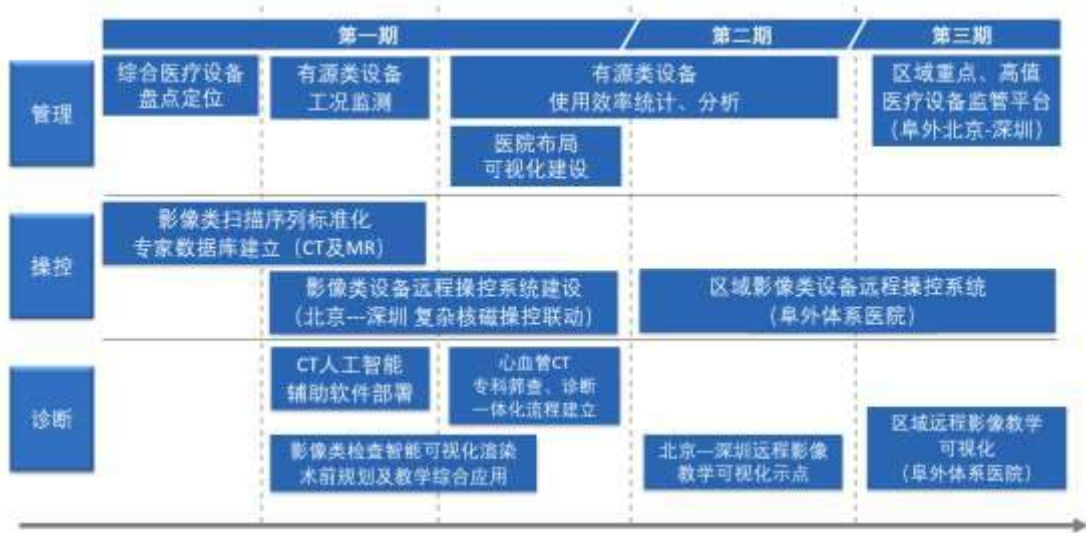 第一期
第二期
第三期
管理
综合医疗设备
盘点定位
有源类设备
工况监测
有源类设备
使用效率统计、分析
区域重点、高值
医疗设备监管平台
(阜外北京-深圳)
医院布局
可视化建设
操控
影像类扫描序列标准化
专家数据库建立（CT及MR）
影像类设备远程操控系统建设
(北京---深圳 复杂核磁操控联动)
区域影像类设备远程操控系统
(阜外体系医院)
诊断
CT人工智能
辅助软件部署
心血管CT
专科筛查、诊断
一体化流程建立
影像类检查智能可视化渲染
术前规划及教学综合应用
北京—深圳远程影像
教学可视化示点
区域远程影像教学
可视化
(阜外体系医院)